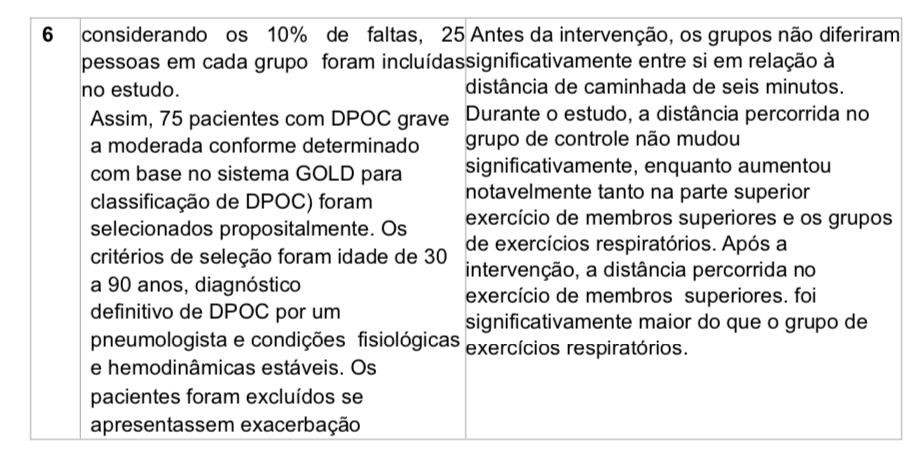 6
considerando os 10% de faltas, 25
pessoas em cada grupo foram incluídas
no estudo.
Assim, 75 pacientes com DPOC grave
a moderada conforme determinado
com base no sistema GOLD para
classificação de DPOC) foram
selecionados propositalmente. Os
critérios de seleção foram idade de 30
a 90 anos, diagnóstico
definitivo de DPOC por um
pneumologista e condições fisiológicas
e hemodinâmicas estáveis. Os
pacientes foram excluídos se
apresentassem exacerbação
Antes da intervenção, os grupos não diferiram
significativamente entre si em relação à
distância de caminhada de seis minutos.
Durante o estudo, a distância percorrida no
grupo de controle não mudou
significativamente, enquanto aumentou
notavelmente tanto na parte superior
exercício de membros superiores e os grupos
de exercícios respiratórios. Após a
intervenção, a distância percorrida no
exercício de membros superiores. foi
significativamente maior do que o grupo de
exercícios respiratórios.